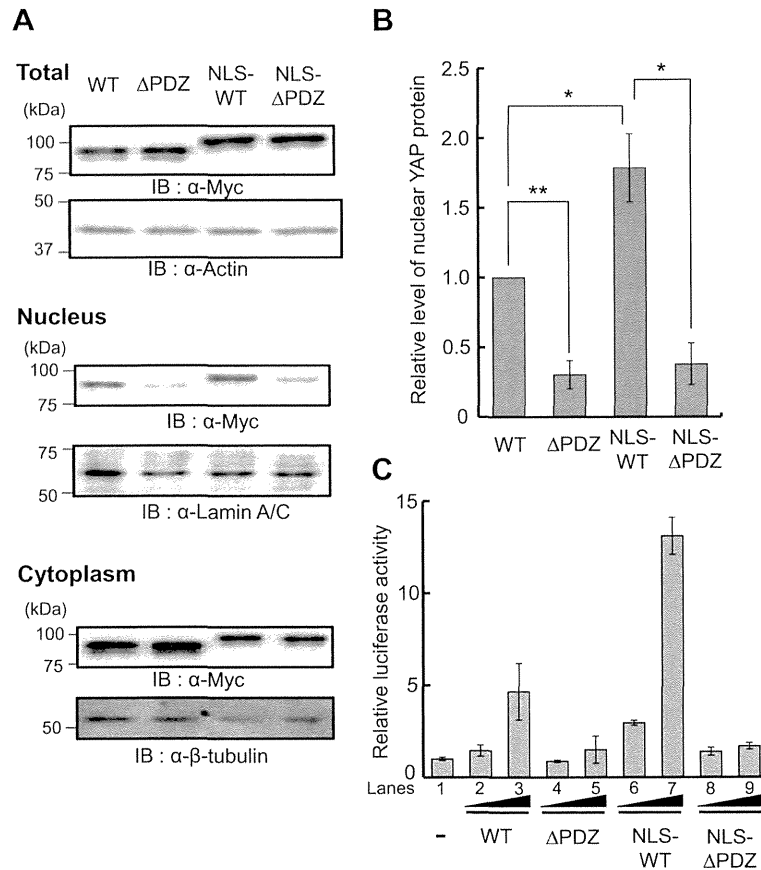 A
Total
WT ΔPDZ NLS-WT NLS-ΔPDZ
(kDa)
100
75
IB : α-Myc
50
37
IB : α-Actin
Nucleus
(kDa)
100
75
IB : α-Myc
75
50
IB : α-Lamin A/C
Cytoplasm
(kDa)
100
75
IB : α-Myc
50
IB : α-β-tubulin
B
Relative level of nuclear YAP protein
2.5
2.0
1.5
1.0
0.5
0
*
*
**
WT ΔPDZ NLS-WT NLS-ΔPDZ
C
Relative luciferase activity
15
10
5
0
Lanes 1 2 3 4 5 6 7 8 9
- WT ΔPDZ NLS-WT NLS-ΔPDZ